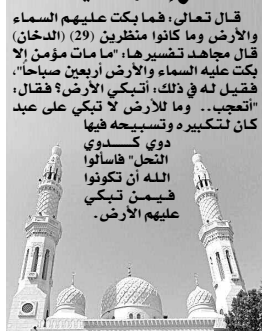 قال تعالى: فما بكت عليهم السماء
والأرض وما كانوا منظرين (29) (الدخان)
قال مجاهد تفسيرها: "ما مات مؤمن إلا
بكت عليه السماء والأرض أربعين صباحاً"،
فقيل له في ذلك: أتبكي الأرض؟ فقال:
"أتعجب.. وما للأرض لا تبكي على عبد
كان لتكبيره وتسبيحه فيها
دوي كدوي
النحل" فاسألوا
الله أن تكونوا
فيمن تبكي
عليهم الأرض.